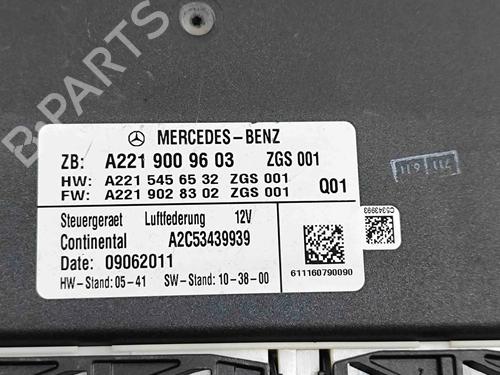 MERCEDES-BENZ
ZB: A221 900 96 03 ZGS 001
HW: A221 545 65 32 ZGS 001
FW: A221 902 83 02 ZGS 001 Q01
Steuergeraet Luftfederung 12V
Continental A2C53439939
Date: 09062011
HW-Stand: 05-41 SW-Stand: 10-38-00
611160790090
C5343993
B-PARTS